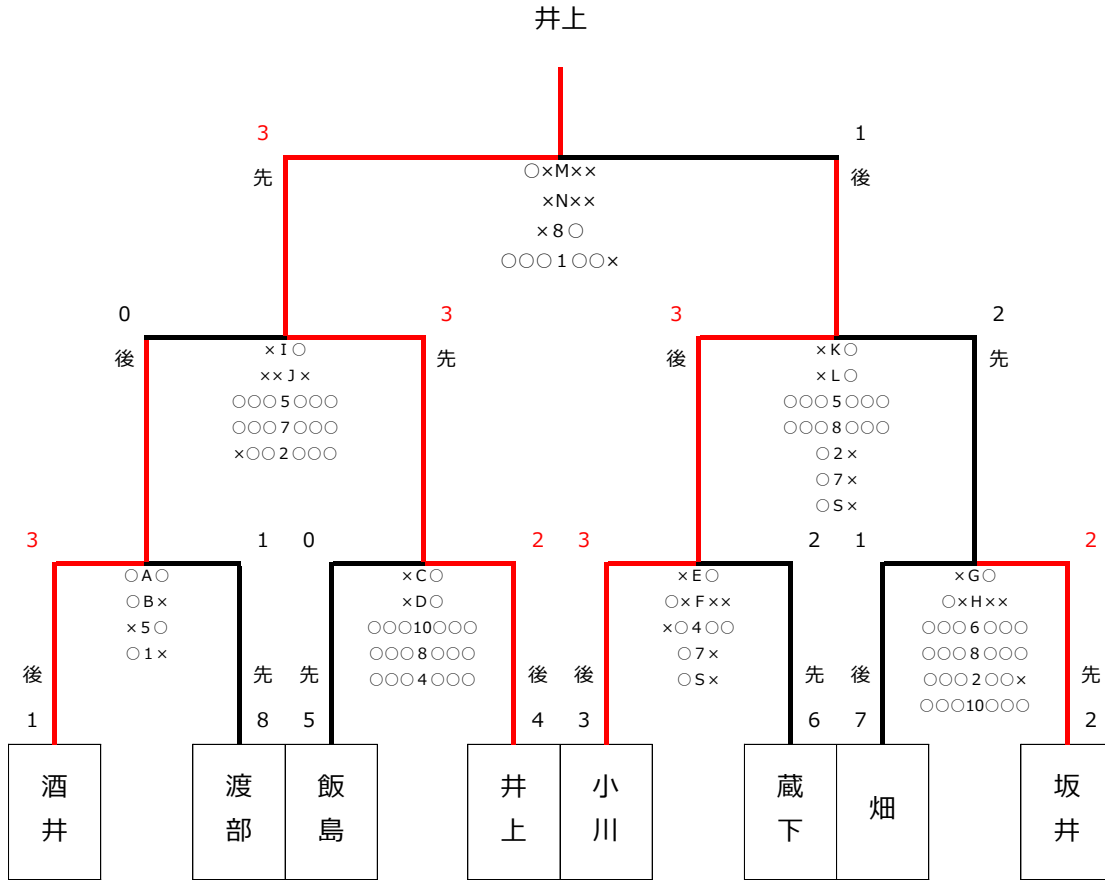 井上
3 1
先 後
○×M××
×N××
×8○
○○○1○○×
0 3 3 2
後 先 後 先
×I○
××J×
○○○5○○○
○○○7○○○
×○○2○○○
×K○
×L○
○○○5○○○
○○○8○○○
○2×
○7×
○S×
3 1 0 2 3 2 1 2
○A○
○B×
×5○
○1×
×C○
×D○
○○○10○○○
○○○8○○○
○○○4○○○
×E○
○×F××
×○4○○
○7×
○S×
×G○
○×H××
○○○6○○○
○○○8○○○
○○○2○○×
○○○10○○○
後 先 先 後 後 先 後 先
1 8 5 4 3 6 7 2
酒井
渡部
飯島
井上
小川
蔵下
畑
坂井